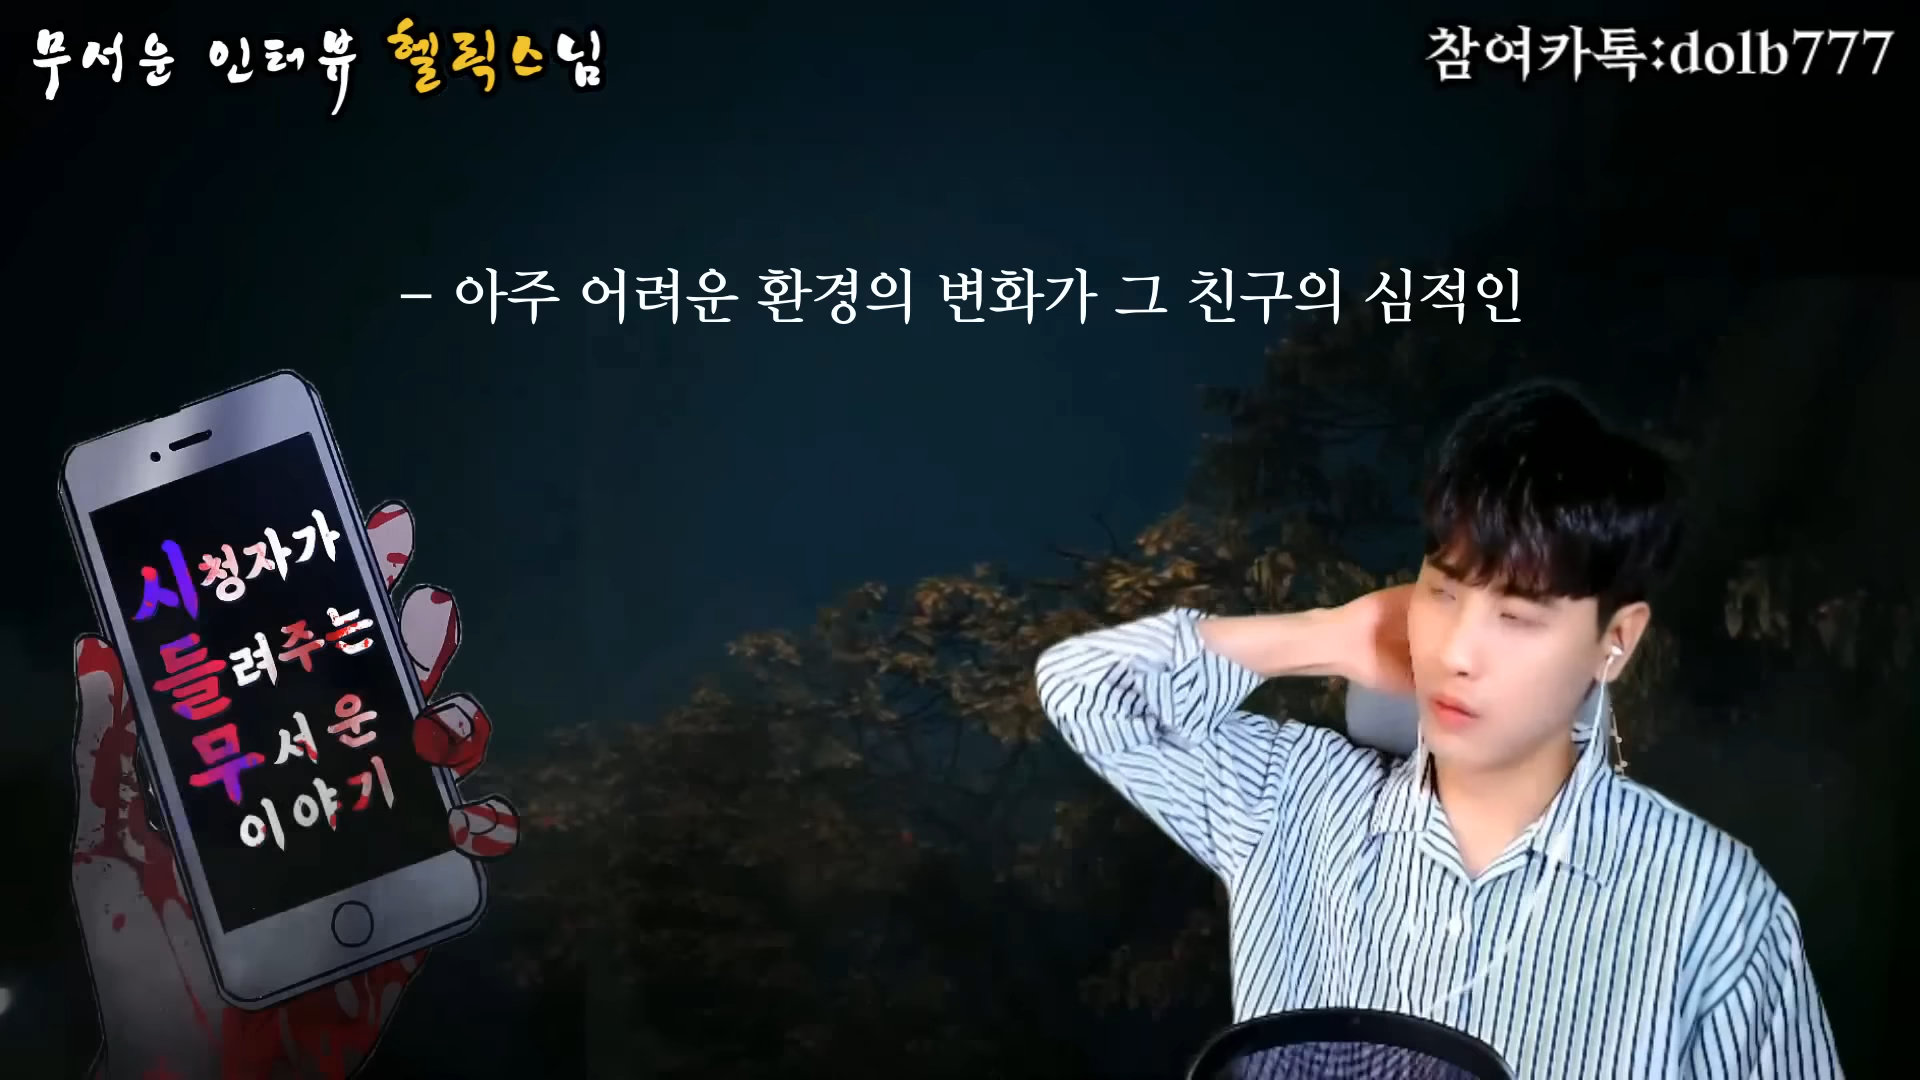 무서운 인터뷰 헬릭스님
참여카톡:dolb777
- 아주 어려운 환경의 변화가 그 친구의 심적인
시청자가
들려주는
무서운
이야기